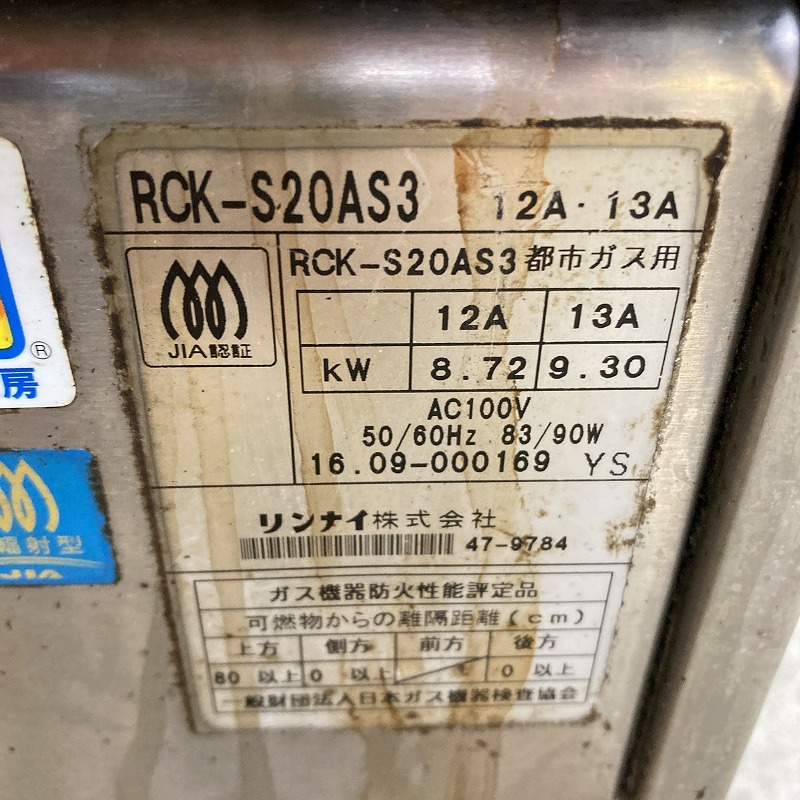 RCK-S20AS3 12A・13A
RCK-S20AS3 都市ガス用
12A 13A
kW 8.72 9.30
JIA認証
AC100V
50/60Hz 83/90W
16.09-000169 YS
リンナイ株式会社
47-9784
ガス機器防火性能評定品
可燃物からの離隔距離(cm)
上方 側方 前方 後方
80 以上 0 以上 0 以上
一般財団法人日本ガス機器検査協会
®
房
輻射型